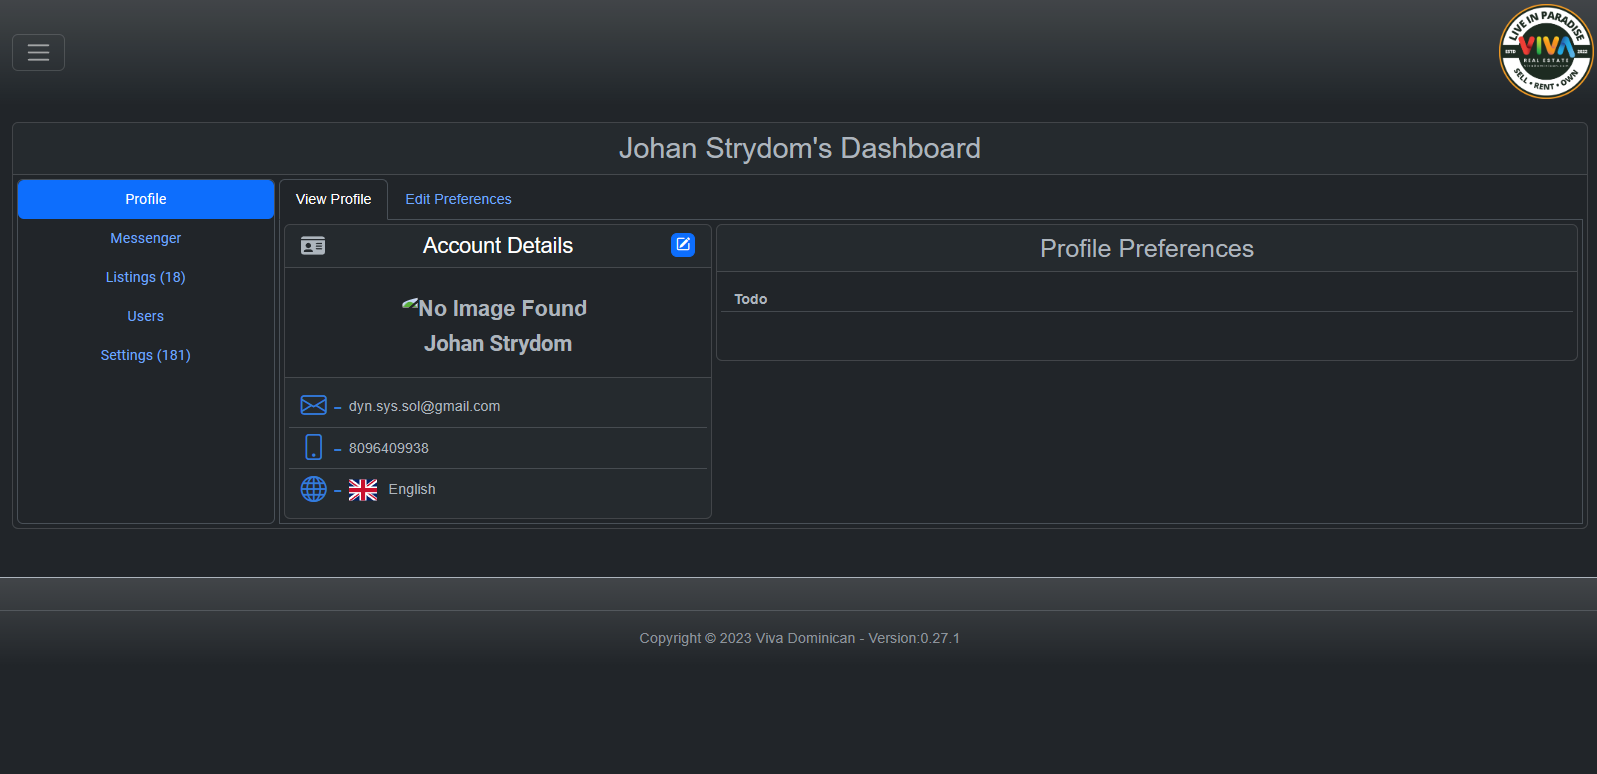 LIVE IN PARADISE
ESTD
VIVA
2022
REAL ESTATE
SELL • RENT • OWN
Johan Strydom's Dashboard
Profile
Messenger
Listings (18)
Users
Settings (181)
View Profile
Edit Preferences
Account Details
No Image Found
Johan Strydom
– dyn.sys.sol@gmail.com
– 8096409938
– English
Profile Preferences
Todo
Copyright © 2023 Viva Dominican - Version:0.27.1